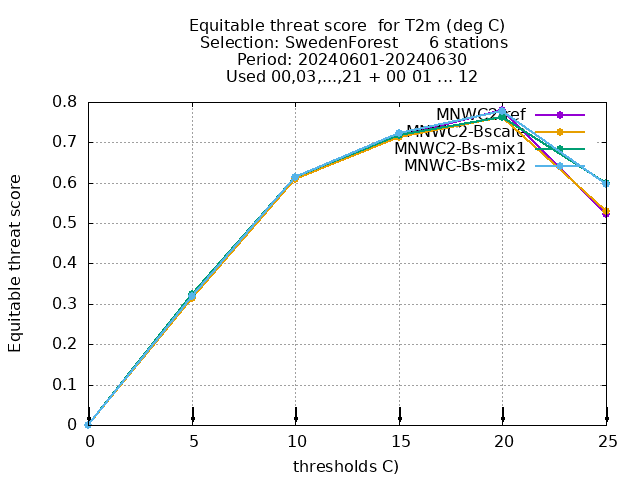 Equitable threat score  for T2m (deg C)
Selection: SwedenForest      6 stations
Period: 20240601-20240630
Used 00,03,...,21 + 00 01 ... 12
MNWC2-ref
MNWC2-Bscale
MNWC2-Bs-mix1
MNWC-Bs-mix2
Equitable threat score
0.8
0.7
0.6
0.5
0.4
0.3
0.2
0.1
0
0 5 10 15 20 25
thresholds C)